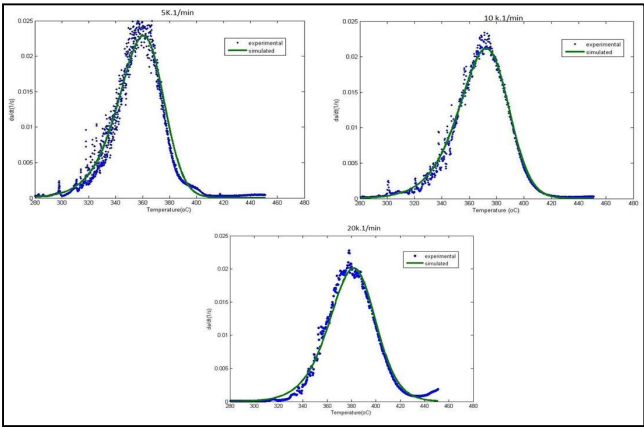 5K.1/min
experimental
simulated
da/dt(1/s)
0.025
0.02
0.015
0.01
0.005
0
280 300 320 340 360 380 400 420 440 460 480
Temperature(oC)
10 k.1/min
experimental
simulated
da/dt(1/s)
0.025
0.02
0.015
0.01
0.005
0
280 300 320 340 360 380 400 420 440 460 480
Temperature (oC)
20k.1/min
experimental
simulated
da/dt(1/s)
0.025
0.02
0.015
0.01
0.005
0
280 300 320 340 360 380 400 420 440 460 480
Temperature(oC)